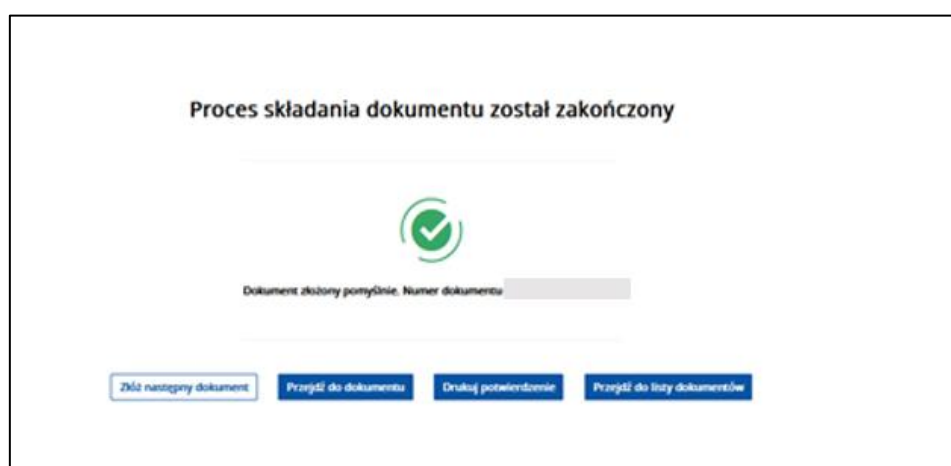 Proces składania dokumentu został zakończony
Dokument złożony pomyślnie. Numer dokumentu
Złóż następny dokument
Przejdź do dokumentu
Drukuj potwierdzenie
Przejdź do listy dokumentów